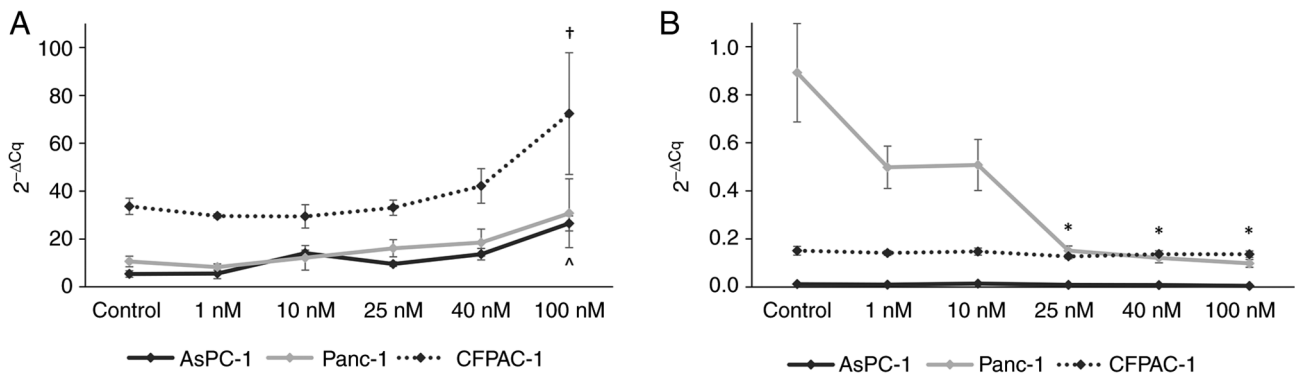 A
2−ΔCq
100
80
60
40
20
0
†
^
Control 1 nM 10 nM 25 nM 40 nM 100 nM
AsPC-1 Panc-1 CFPAC-1
B
2−ΔCq
1.0
0.8
0.6
0.4
0.2
0.0
* * *
Control 1 nM 10 nM 25 nM 40 nM 100 nM
AsPC-1 Panc-1 CFPAC-1